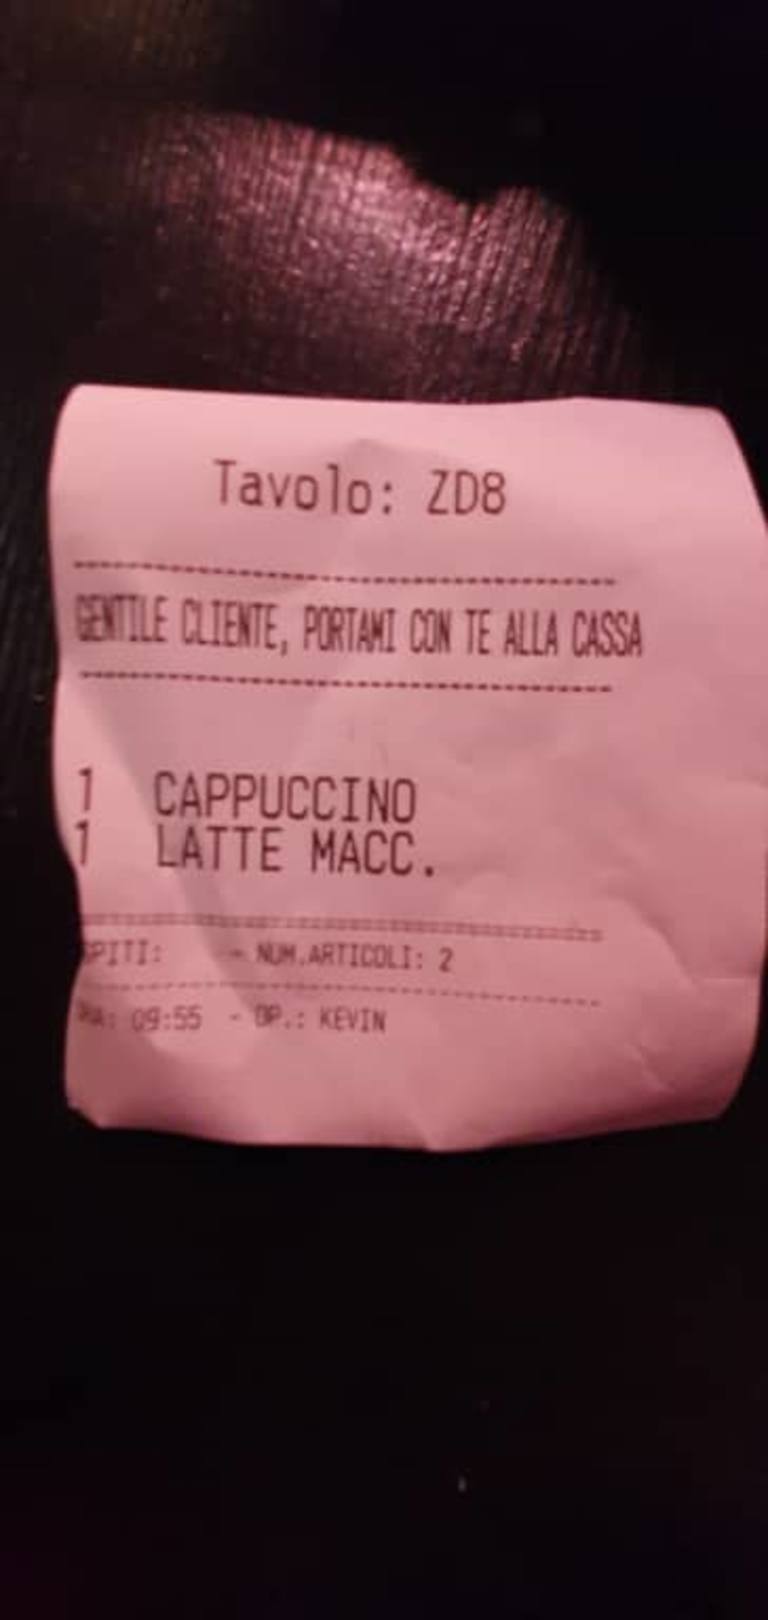 Tavolo: ZD8
GENTILE CLIENTE, PORTAMI CON TE ALLA CASSA
1 CAPPUCCINO
1 LATTE MACC.
SPITI: - NUM.ARTICOLI: 2
09:55 - OP.: KEVIN